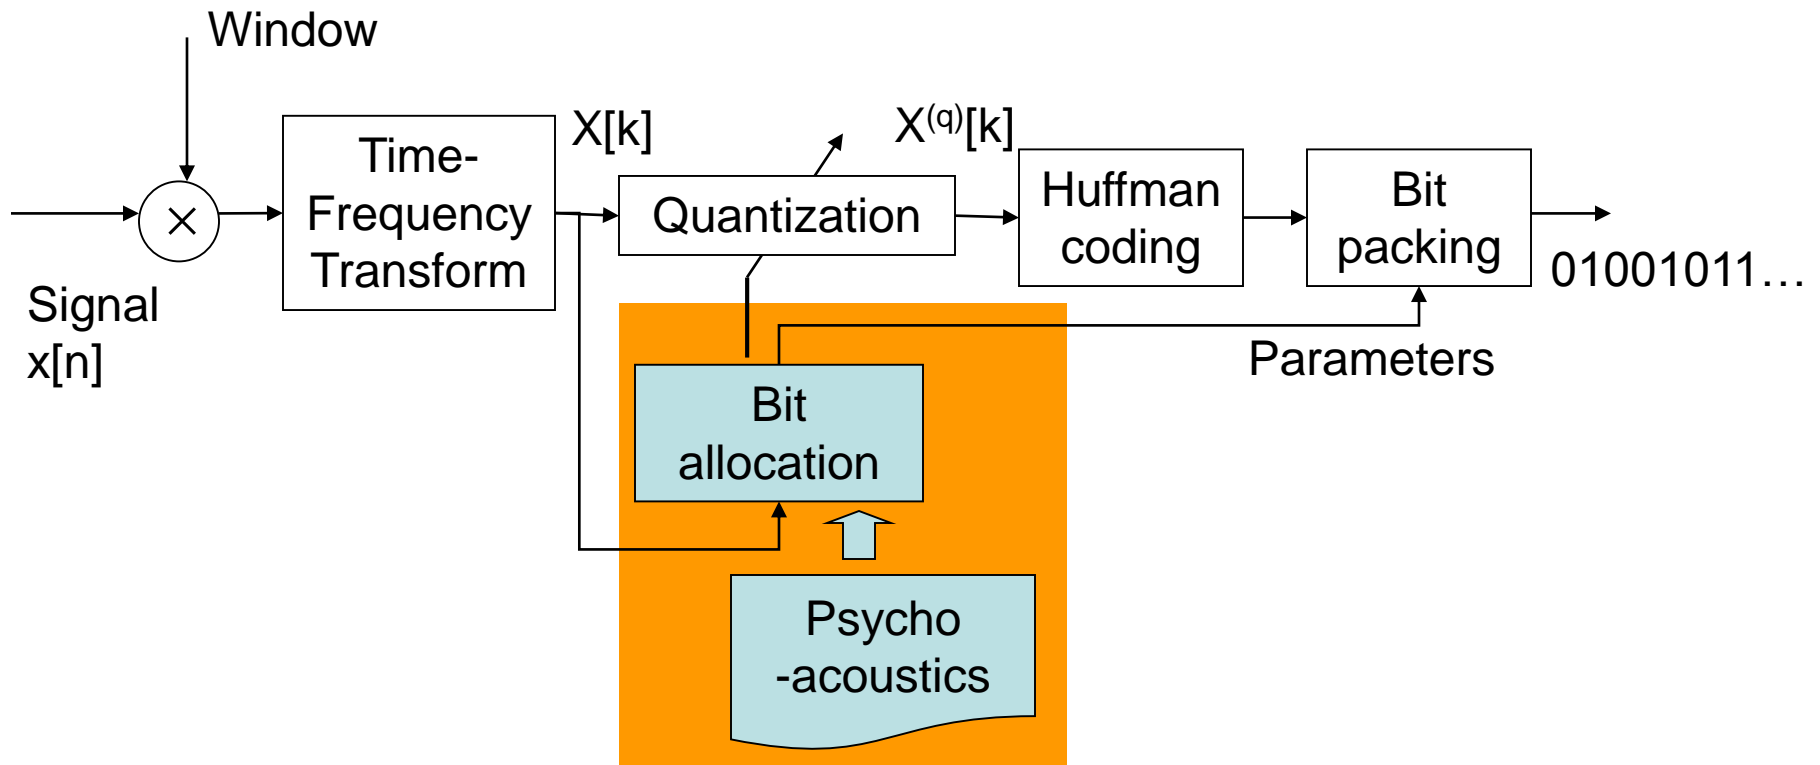 Window
X[k]
X⁽q⁾[k]
Time-
Frequency
Transform
Quantization
Huffman
coding
Bit
packing
×
Signal
x[n]
01001011…
Parameters
Bit
allocation
Psycho
-acoustics